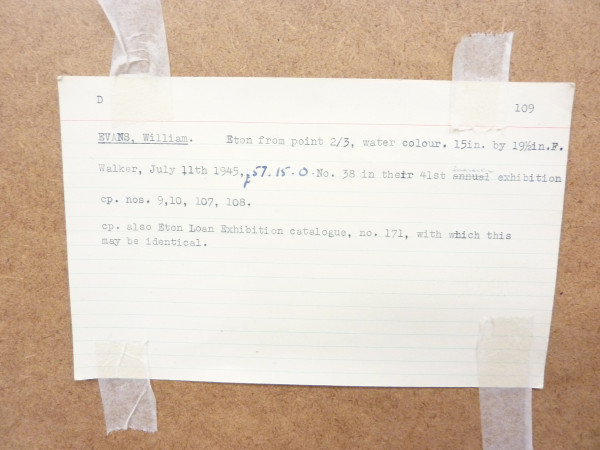 D 109
EVANS, William. Eton from point 2/3, water colour. 15in. by 19½in. F.
Walker, July 11th 1945, £57.15.0 No. 38 in their 41st annual exhibition
cp. nos. 9,10, 107, 108.
cp. also Eton Loan Exhibition catalogue, no. 171, with which this
may be identical.